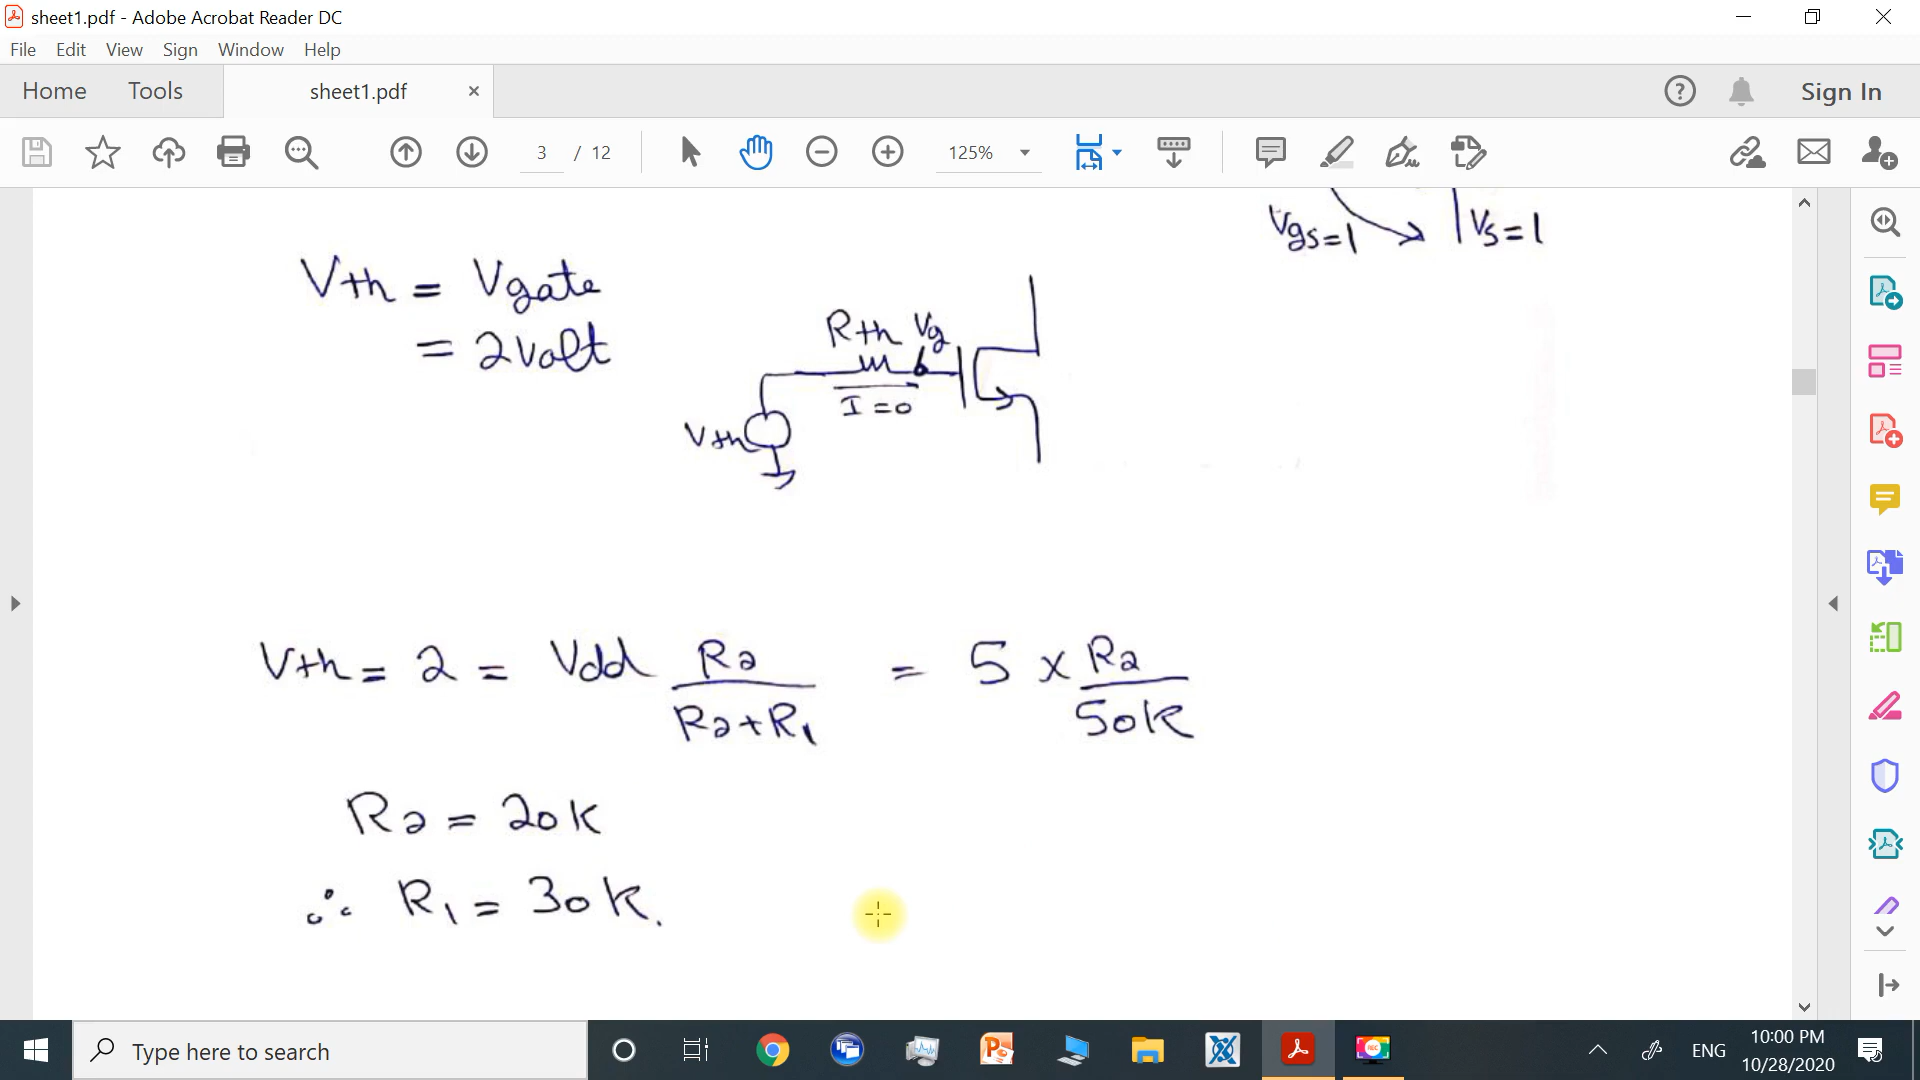 sheet1.pdf - Adobe Acrobat Reader DC
File Edit View Sign Window Help
Home Tools sheet1.pdf × ? Sign In
3 / 12 125%
Vgs=1 Vs=1
Vth = Vgate
= 2 Volt
Rth Vg
I=0
Vth
Vth = 2 = Vdd R2 / R2+R1 = 5 x R2 / 50K
R2 = 20K
∴ R1 = 30K.
Type here to search
ENG
10:00 PM
10/28/2020